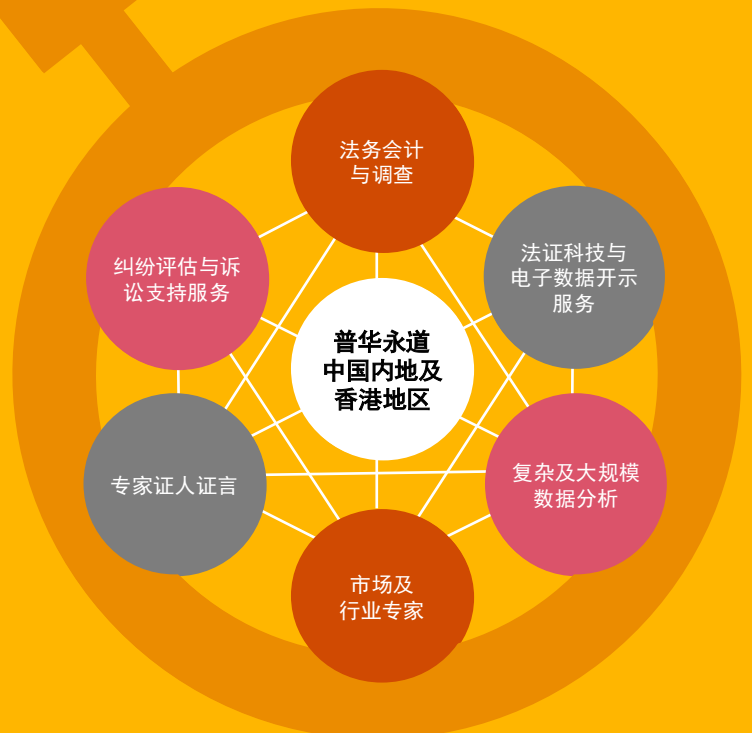 法务会计
与调查
纠纷评估与诉
讼支持服务
法证科技与
电子数据开示
服务
普华永道
中国内地及
香港地区
专家证人证言
复杂及大规模
数据分析
市场及
行业专家